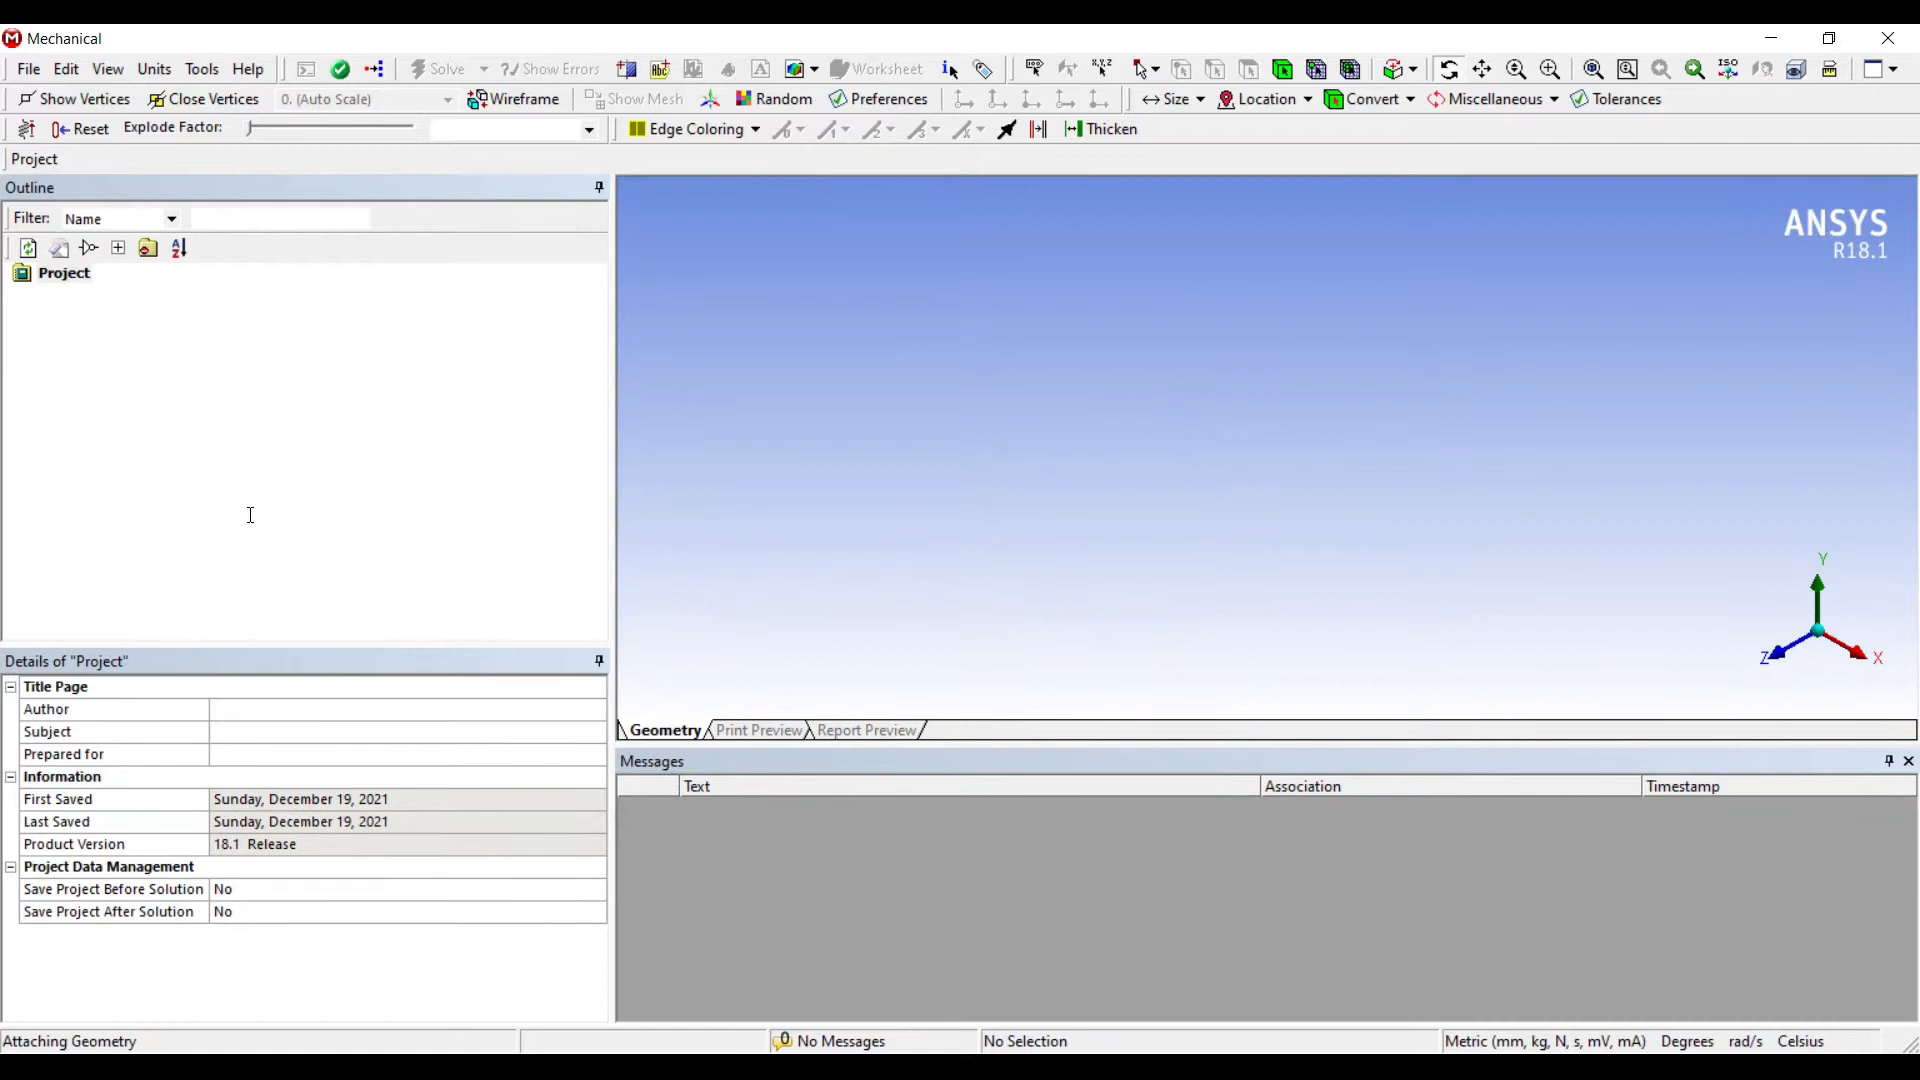 Mechanical
File Edit View Units Tools Help Solve ?/ Show Errors Worksheet
Show Vertices Close Vertices 0. (Auto Scale) Wireframe Show Mesh Random Preferences Size Location Convert Miscellaneous Tolerances
Reset Explode Factor: Edge Coloring Thicken
Project
Outline
Filter: Name
Project
ANSYS
R18.1
Y
Z
X
Details of "Project"
Title Page
Author
Subject
Prepared for
Information
First Saved Sunday, December 19, 2021
Last Saved Sunday, December 19, 2021
Product Version 18.1 Release
Project Data Management
Save Project Before Solution No
Save Project After Solution No
Geometry Print Preview Report Preview
Messages
Text Association Timestamp
Attaching Geometry 0 No Messages No Selection Metric (mm, kg, N, s, mV, mA) Degrees rad/s Celsius